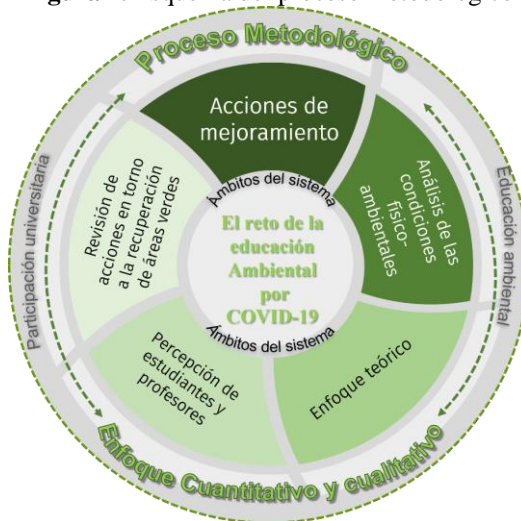 Proceso Metodológico
Acciones de
mejoramiento
Análisis de las
condiciones
físico-
ambientales
Enfoque teórico
Percepción de
estudiantes y
profesores
Revisión de
acciones en torno
a la recuperación
de áreas verdes
Ámbitos del sistema
El reto de la
educación
Ambiental
por
COVID-19
Ámbitos del sistema
Participación universitaria
Educación ambiental
Enfoque Cuantitativo y cualitativo